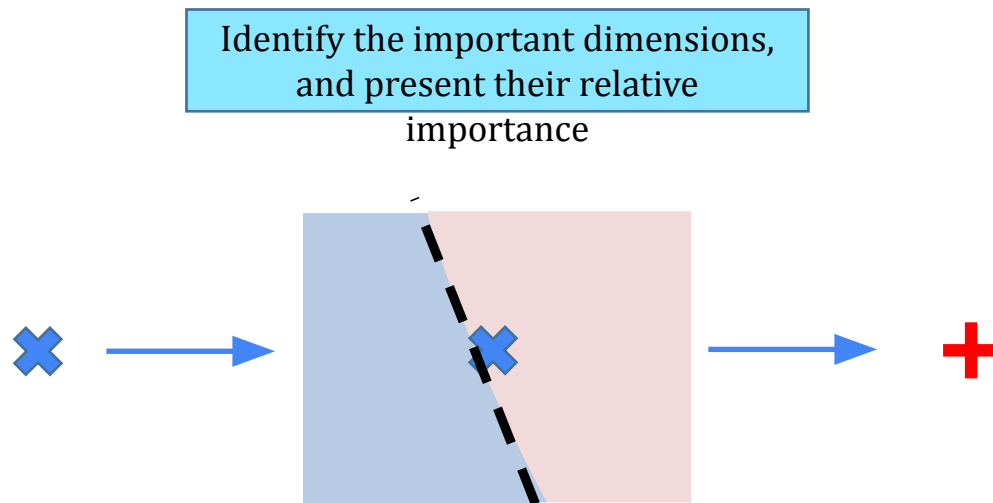 Identify the important dimensions,
and present their relative
importance